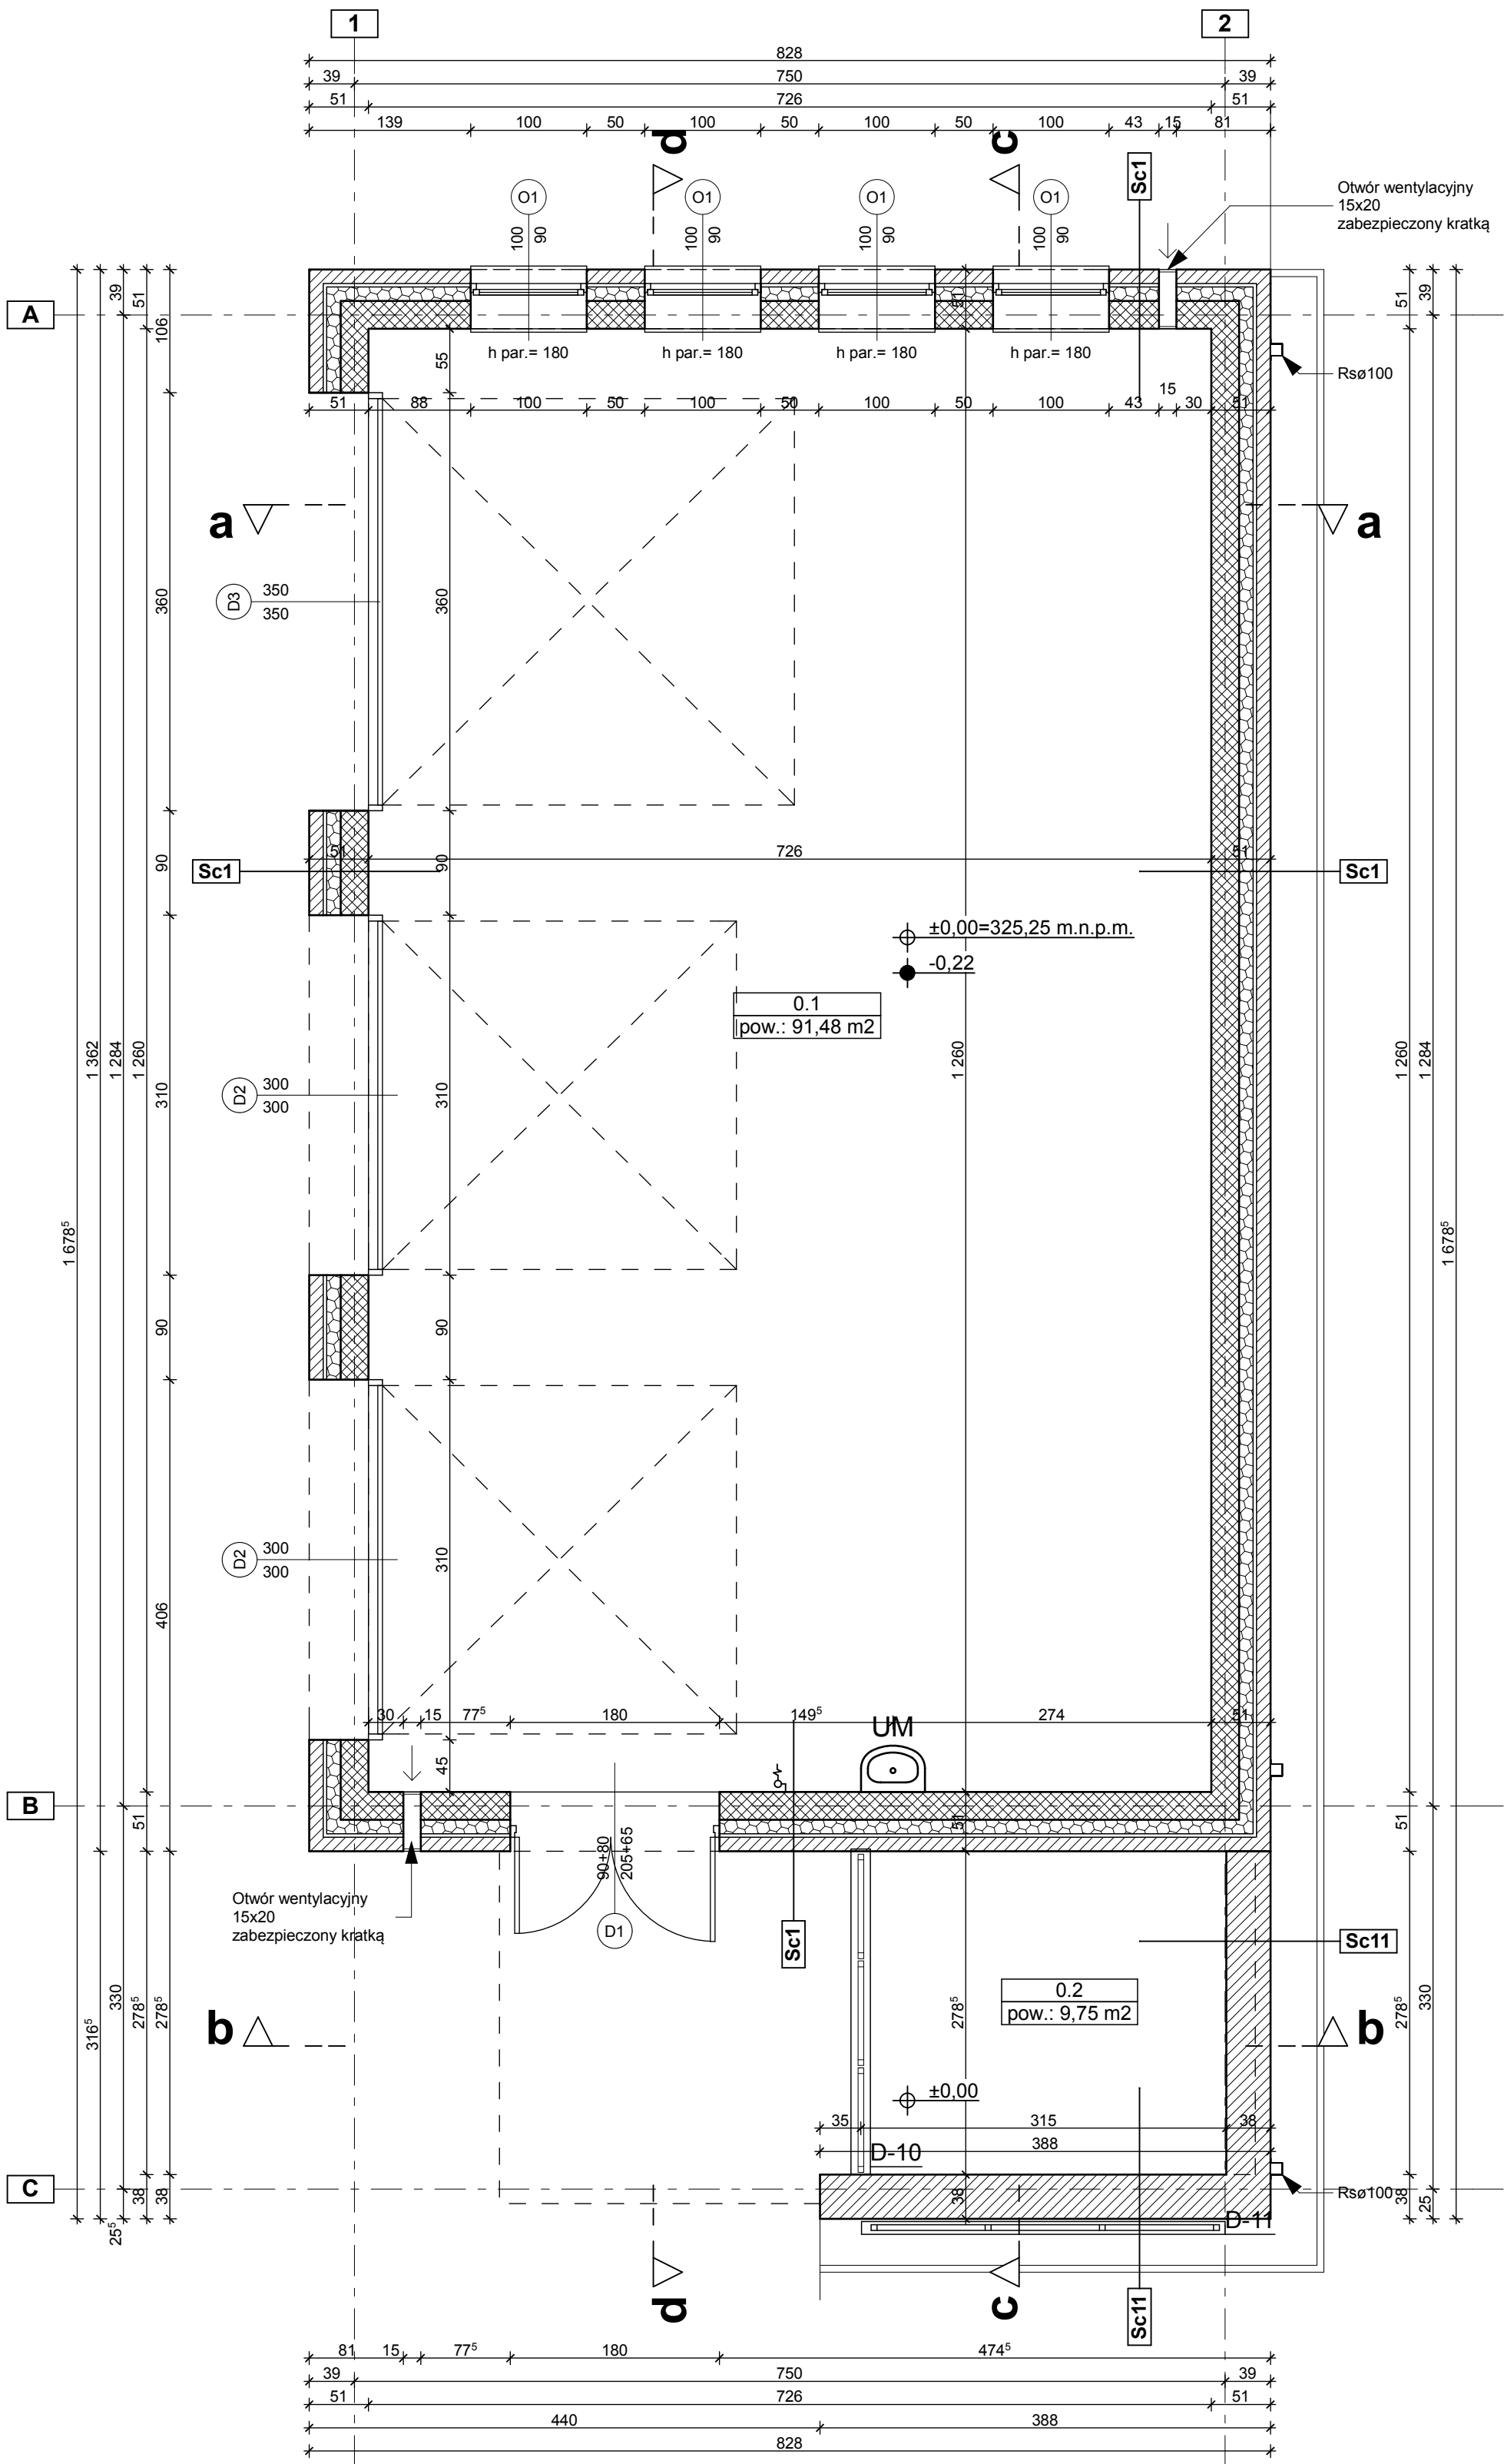 1
2
828
39
750
39
51
726
51
139
100
50
100
50
100
50
100
43
15
81
d
c
Sc1
Otwór wentylacyjny
15x20
zabezpieczony kratką
O1
O1
O1
O1
100
90
100
90
100
90
100
90
A
39
51
106
51
51
39
h par.= 180
h par.= 180
h par.= 180
h par.= 180
55
51
Rsø100
51
88
100
50
100
50
100
50
100
43
15
30
51
a
a
D3
350
350
360
360
90
51
90
726
51
Sc1
Sc1
±0,00=325,25 m.n.p.m.
-0,22
0.1
pow.: 91,48 m2
1 678⁵
1 362
1 284
1 260
310
D2
300
300
310
1 260
1 260
1 284
1 678⁵
90
90
D2
300
300
406
310
30
15
77⁵
180
149⁵
274
51
UM
45
B
51
51
51
90+80
205+65
D1
Otwór wentylacyjny
15x20
zabezpieczony kratką
Sc1
Sc11
0.2
pow.: 9,75 m2
316⁵
330
278⁵
278⁵
278⁵
278⁵
330
b
b
±0,00
35
315
38
388
D-10
C
25⁵
38
38
38
38
25
Rsø100
D-11
d
c
Sc11
81
15
77⁵
180
474⁵
39
750
39
51
726
51
440
388
828